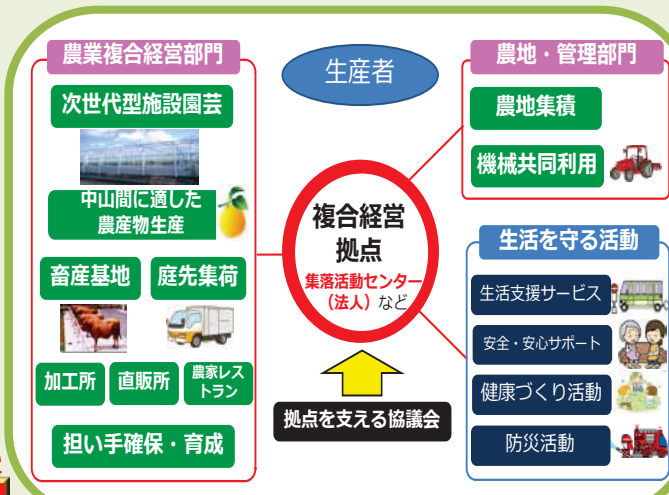 農業複合経営部門
次世代型施設園芸
中山間に適した
農産物生産
畜産基地
庭先集荷
加工所
直販所
農家レス
トラン
担い手確保・育成
生産者
複合経営
拠点
集落活動センター
（法人）など
拠点を支える協議会
農地・管理部門
農地集積
機械共同利用
生活を守る活動
生活支援サービス
安全・安心サポート
健康づくり活動
防災活動